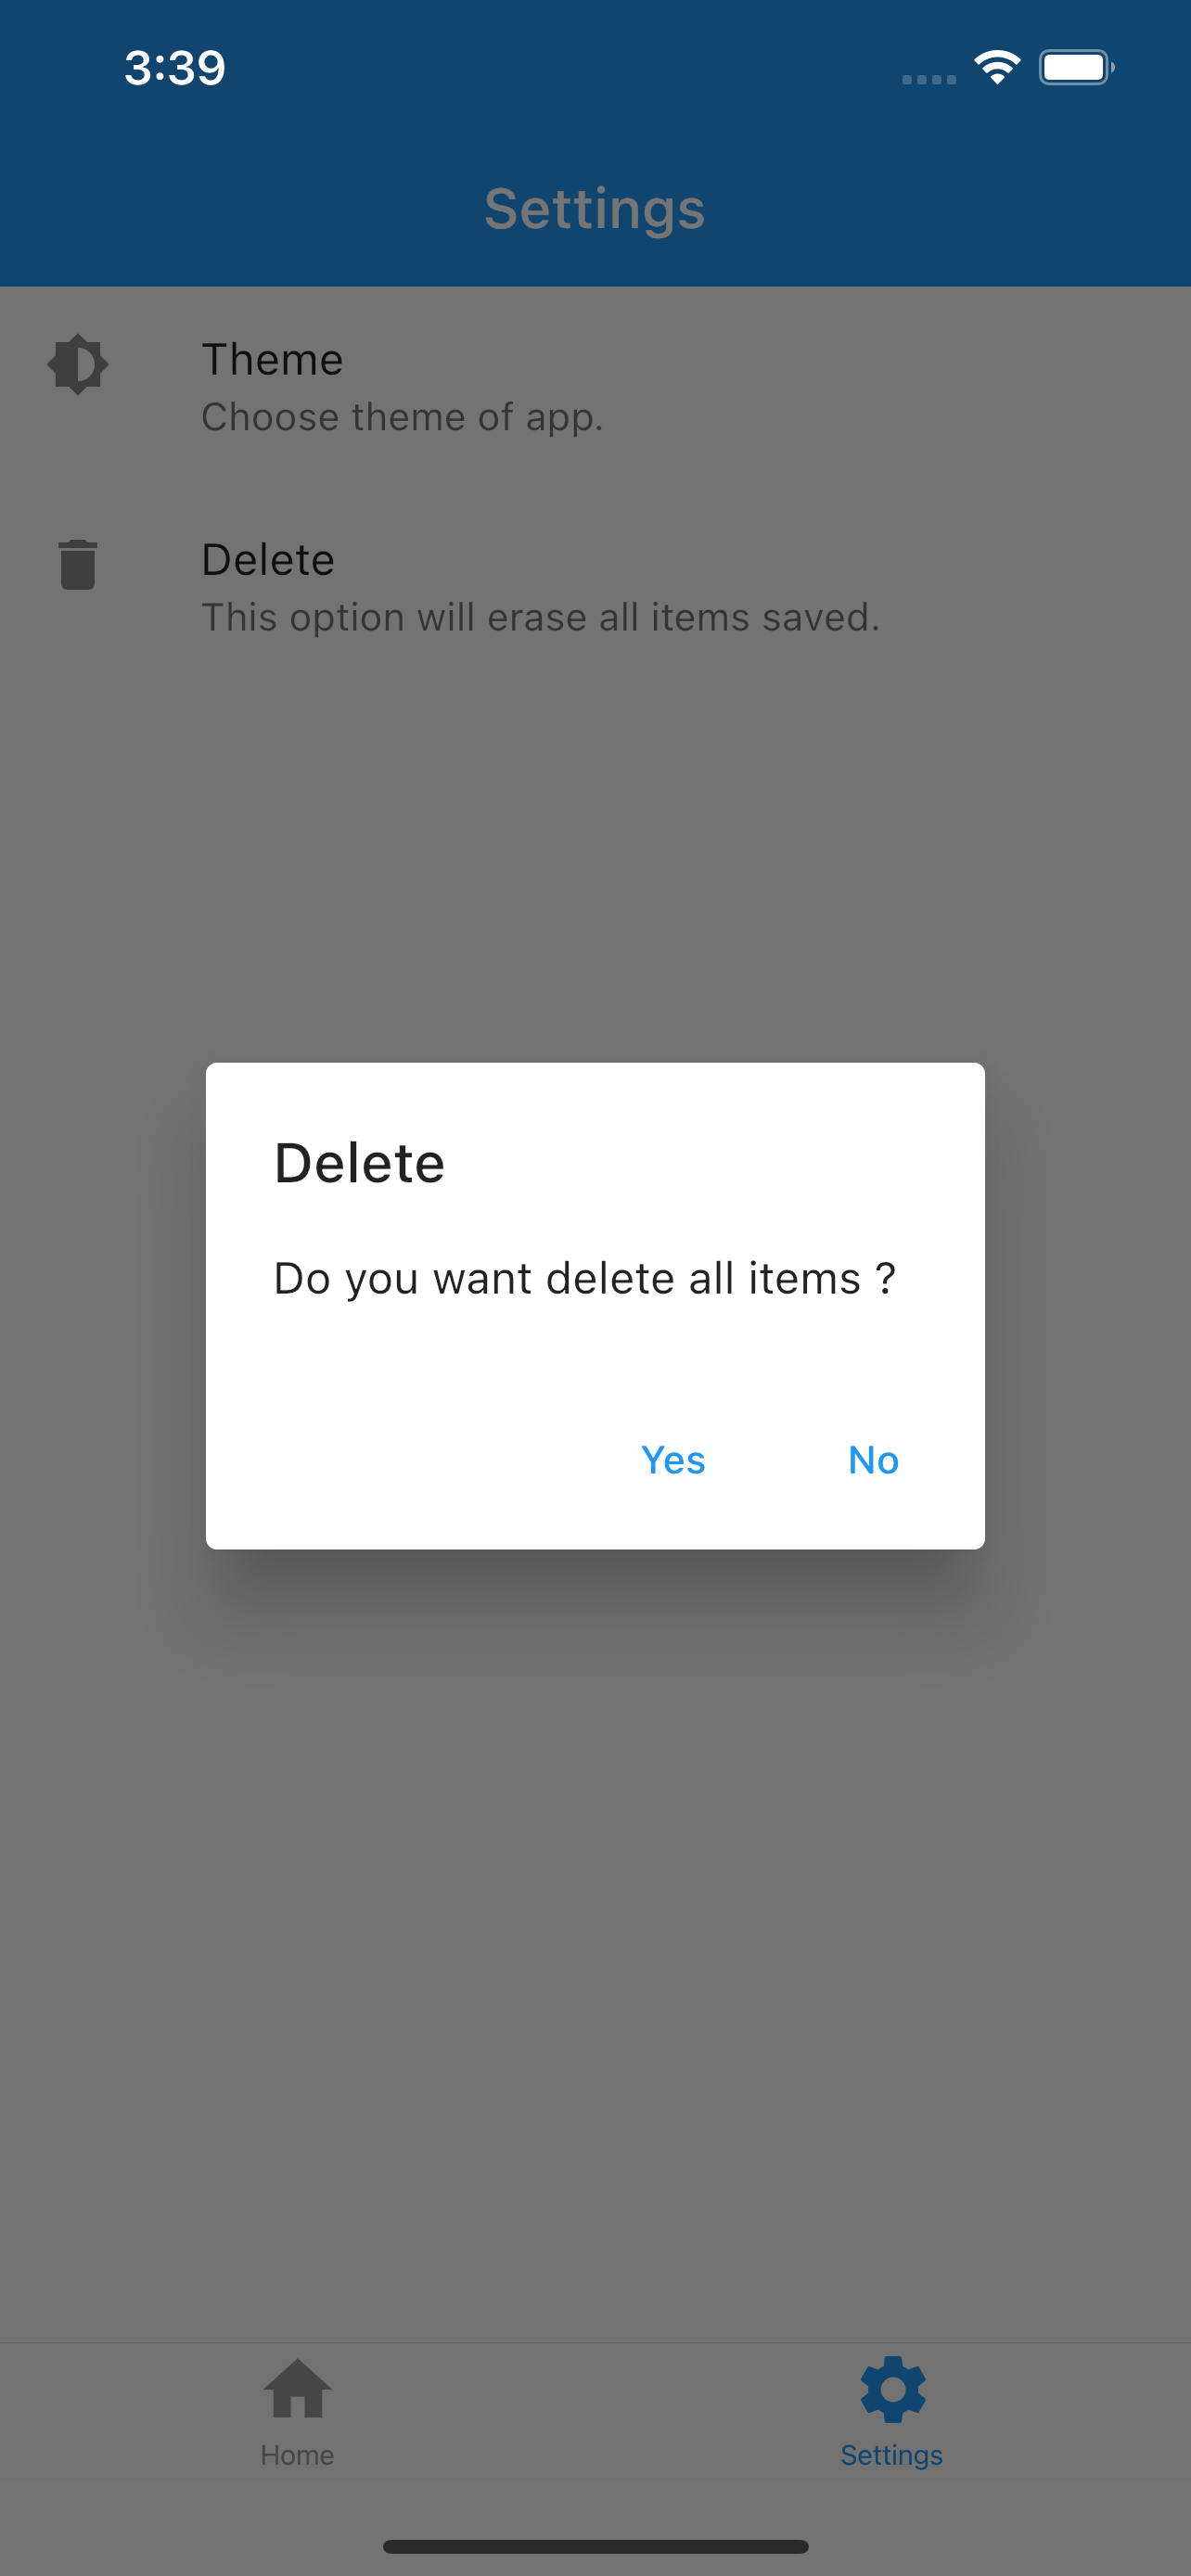 3:39
Settings
Theme
Choose theme of app.
Delete
This option will erase all items saved.
Delete
Do you want delete all items ?
Yes No
Home Settings